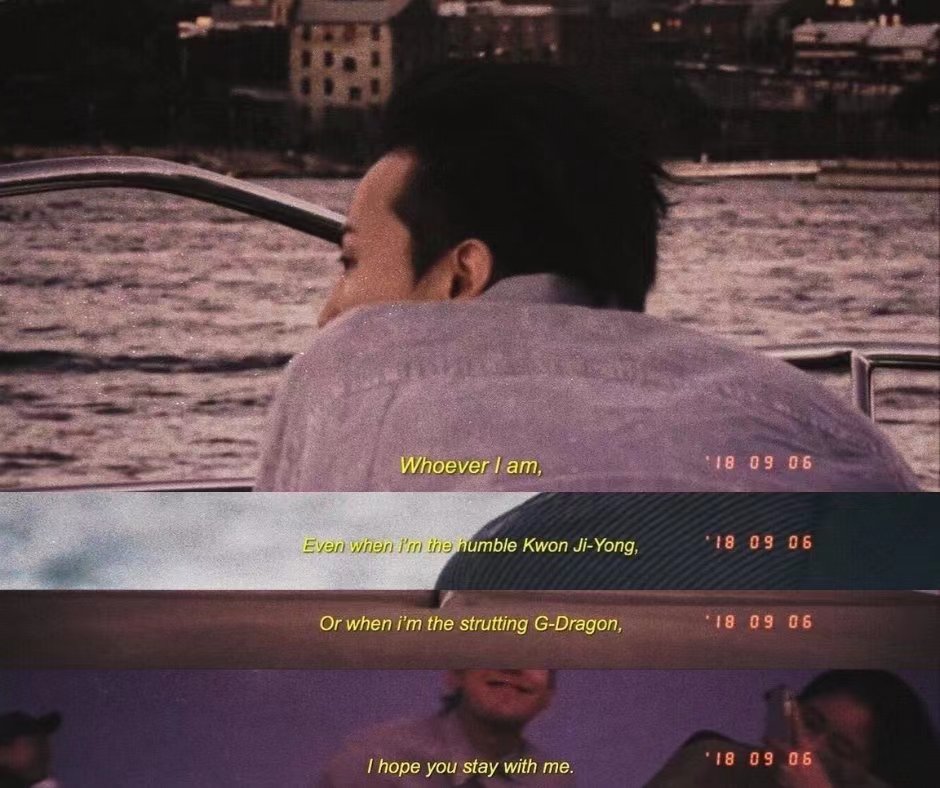 Whoever I am,
'18 09 06
Even when i'm the humble Kwon Ji-Yong,
'18 09 06
Or when i'm the strutting G-Dragon,
'18 09 06
I hope you stay with me.
'18 09 06